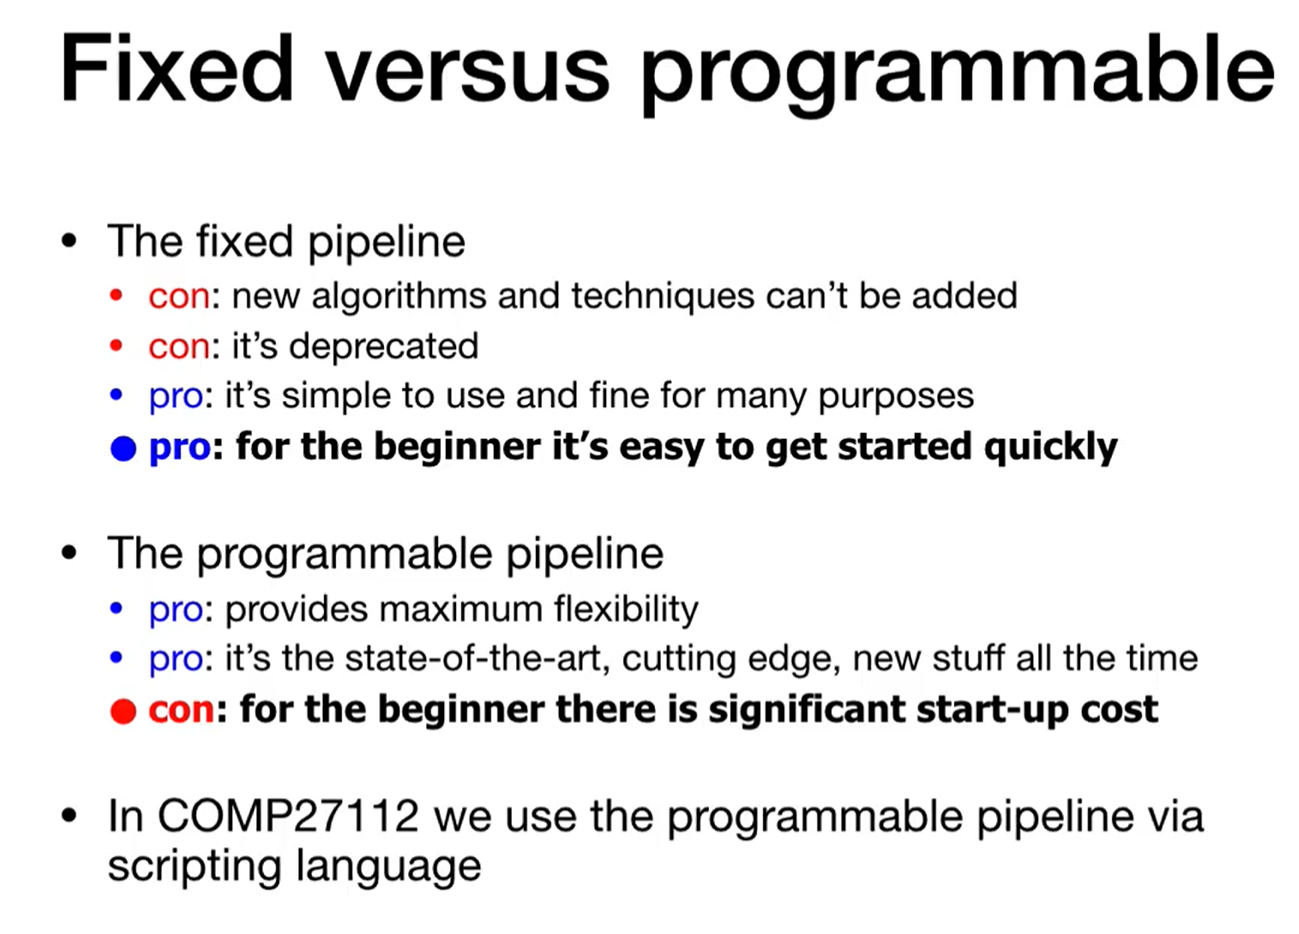 Fixed versus programmable
• The fixed pipeline
• con: new algorithms and techniques can’t be added
• con: it’s deprecated
• pro: it’s simple to use and fine for many purposes
• pro: for the beginner it’s easy to get started quickly
• The programmable pipeline
• pro: provides maximum flexibility
• pro: it’s the state-of-the-art, cutting edge, new stuff all the time
• con: for the beginner there is significant start-up cost
• In COMP27112 we use the programmable pipeline via
scripting language